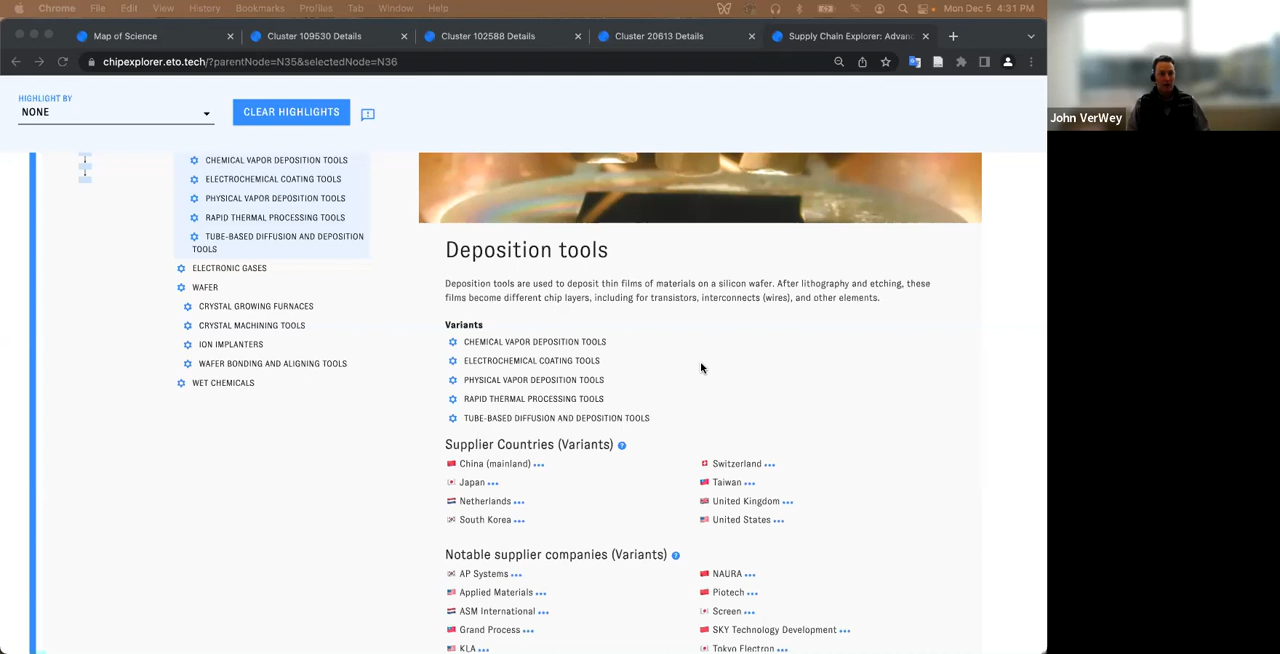 Chrome File Edit View History Bookmarks Profiles Tab Window Help Mon Dec 5 4:31 PM
Map of Science Cluster 109530 Details Cluster 102588 Details Cluster 20613 Details Supply Chain Explorer: Advanc
chipexplorer.eto.tech/?parentNode=N35&selectedNode=N36
HIGHLIGHT BY
NONE
CLEAR HIGHLIGHTS
John VerWey
CHEMICAL VAPOR DEPOSITION TOOLS
ELECTROCHEMICAL COATING TOOLS
PHYSICAL VAPOR DEPOSITION TOOLS
RAPID THERMAL PROCESSING TOOLS
TUBE-BASED DIFFUSION AND DEPOSITION
TOOLS
ELECTRONIC GASES
WAFER
CRYSTAL GROWING FURNACES
CRYSTAL MACHINING TOOLS
ION IMPLANTERS
WAFER BONDING AND ALIGNING TOOLS
WET CHEMICALS
Deposition tools
Deposition tools are used to deposit thin films of materials on a silicon wafer. After lithography and etching, these
films become different chip layers, including for transistors, interconnects (wires), and other elements.
Variants
CHEMICAL VAPOR DEPOSITION TOOLS
ELECTROCHEMICAL COATING TOOLS
PHYSICAL VAPOR DEPOSITION TOOLS
RAPID THERMAL PROCESSING TOOLS
TUBE-BASED DIFFUSION AND DEPOSITION TOOLS
Supplier Countries (Variants) ?
China (mainland) •••
Japan •••
Netherlands •••
South Korea •••
Switzerland •••
Taiwan •••
United Kingdom •••
United States •••
Notable supplier companies (Variants) ?
AP Systems •••
Applied Materials •••
ASM International •••
Grand Process •••
KLA •••
NAURA •••
Piotech •••
Screen •••
SKY Technology Development •••
Tokyo Electron •••